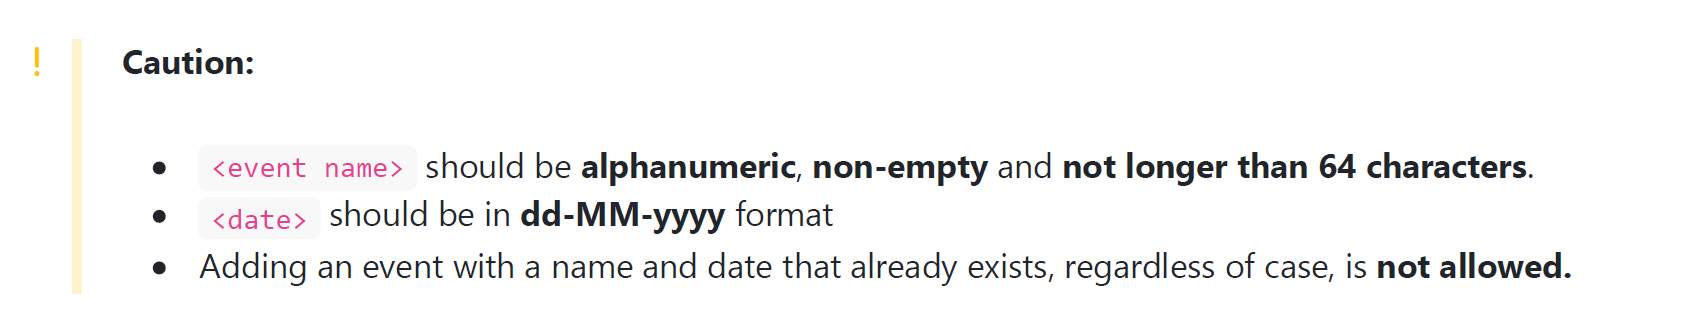 !
Caution:
• <event name> should be alphanumeric, non-empty and not longer than 64 characters.
• <date> should be in dd-MM-yyyy format
• Adding an event with a name and date that already exists, regardless of case, is not allowed.